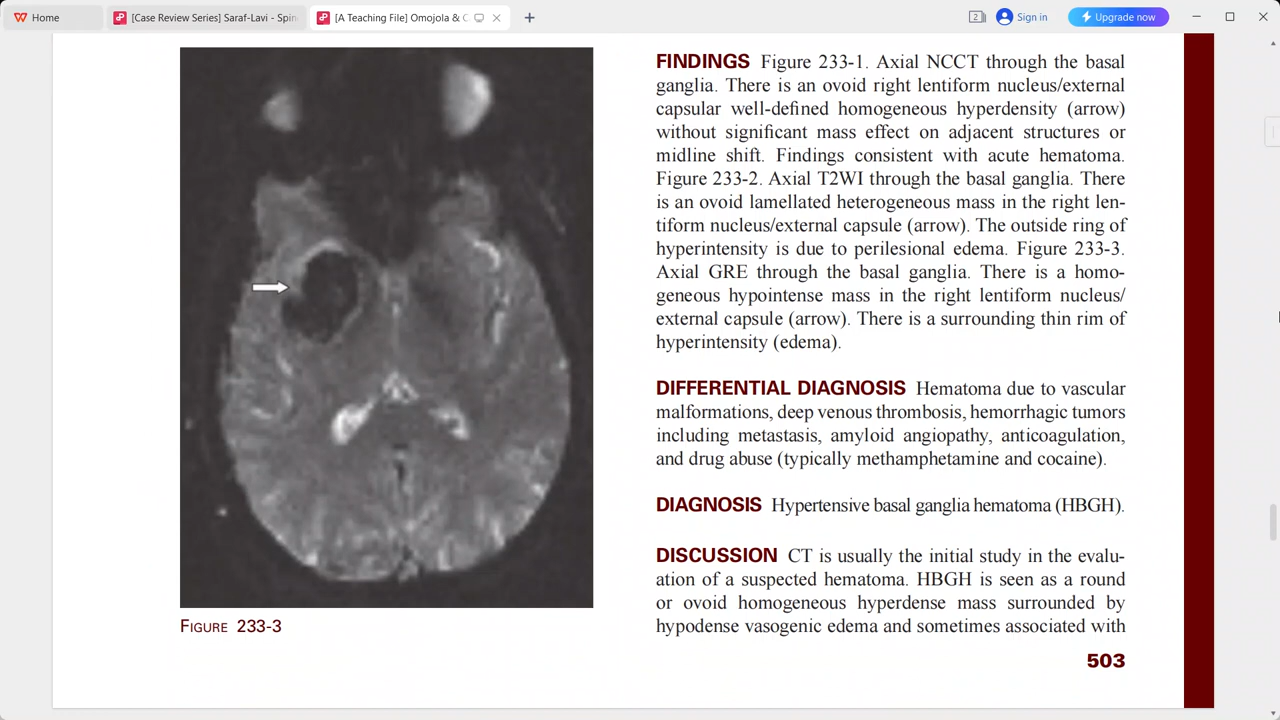 Home
[Case Review Series] Saraf-Lavi - Spin
[A Teaching File] Omojola & C
2
Sign in
Upgrade now
FIGURE 233-3
FINDINGS Figure 233-1. Axial NCCT through the basal
ganglia. There is an ovoid right lentiform nucleus/external
capsular well-defined homogeneous hyperdensity (arrow)
without significant mass effect on adjacent structures or
midline shift. Findings consistent with acute hematoma.
Figure 233-2. Axial T2WI through the basal ganglia. There
is an ovoid lamellated heterogeneous mass in the right len-
tiform nucleus/external capsule (arrow). The outside ring of
hyperintensity is due to perilesional edema. Figure 233-3.
Axial GRE through the basal ganglia. There is a homo-
geneous hypointense mass in the right lentiform nucleus/
external capsule (arrow). There is a surrounding thin rim of
hyperintensity (edema).
DIFFERENTIAL DIAGNOSIS Hematoma due to vascular
malformations, deep venous thrombosis, hemorrhagic tumors
including metastasis, amyloid angiopathy, anticoagulation,
and drug abuse (typically methamphetamine and cocaine).
DIAGNOSIS Hypertensive basal ganglia hematoma (HBGH).
DISCUSSION CT is usually the initial study in the evalu-
ation of a suspected hematoma. HBGH is seen as a round
or ovoid homogeneous hyperdense mass surrounded by
hypodense vasogenic edema and sometimes associated with
503